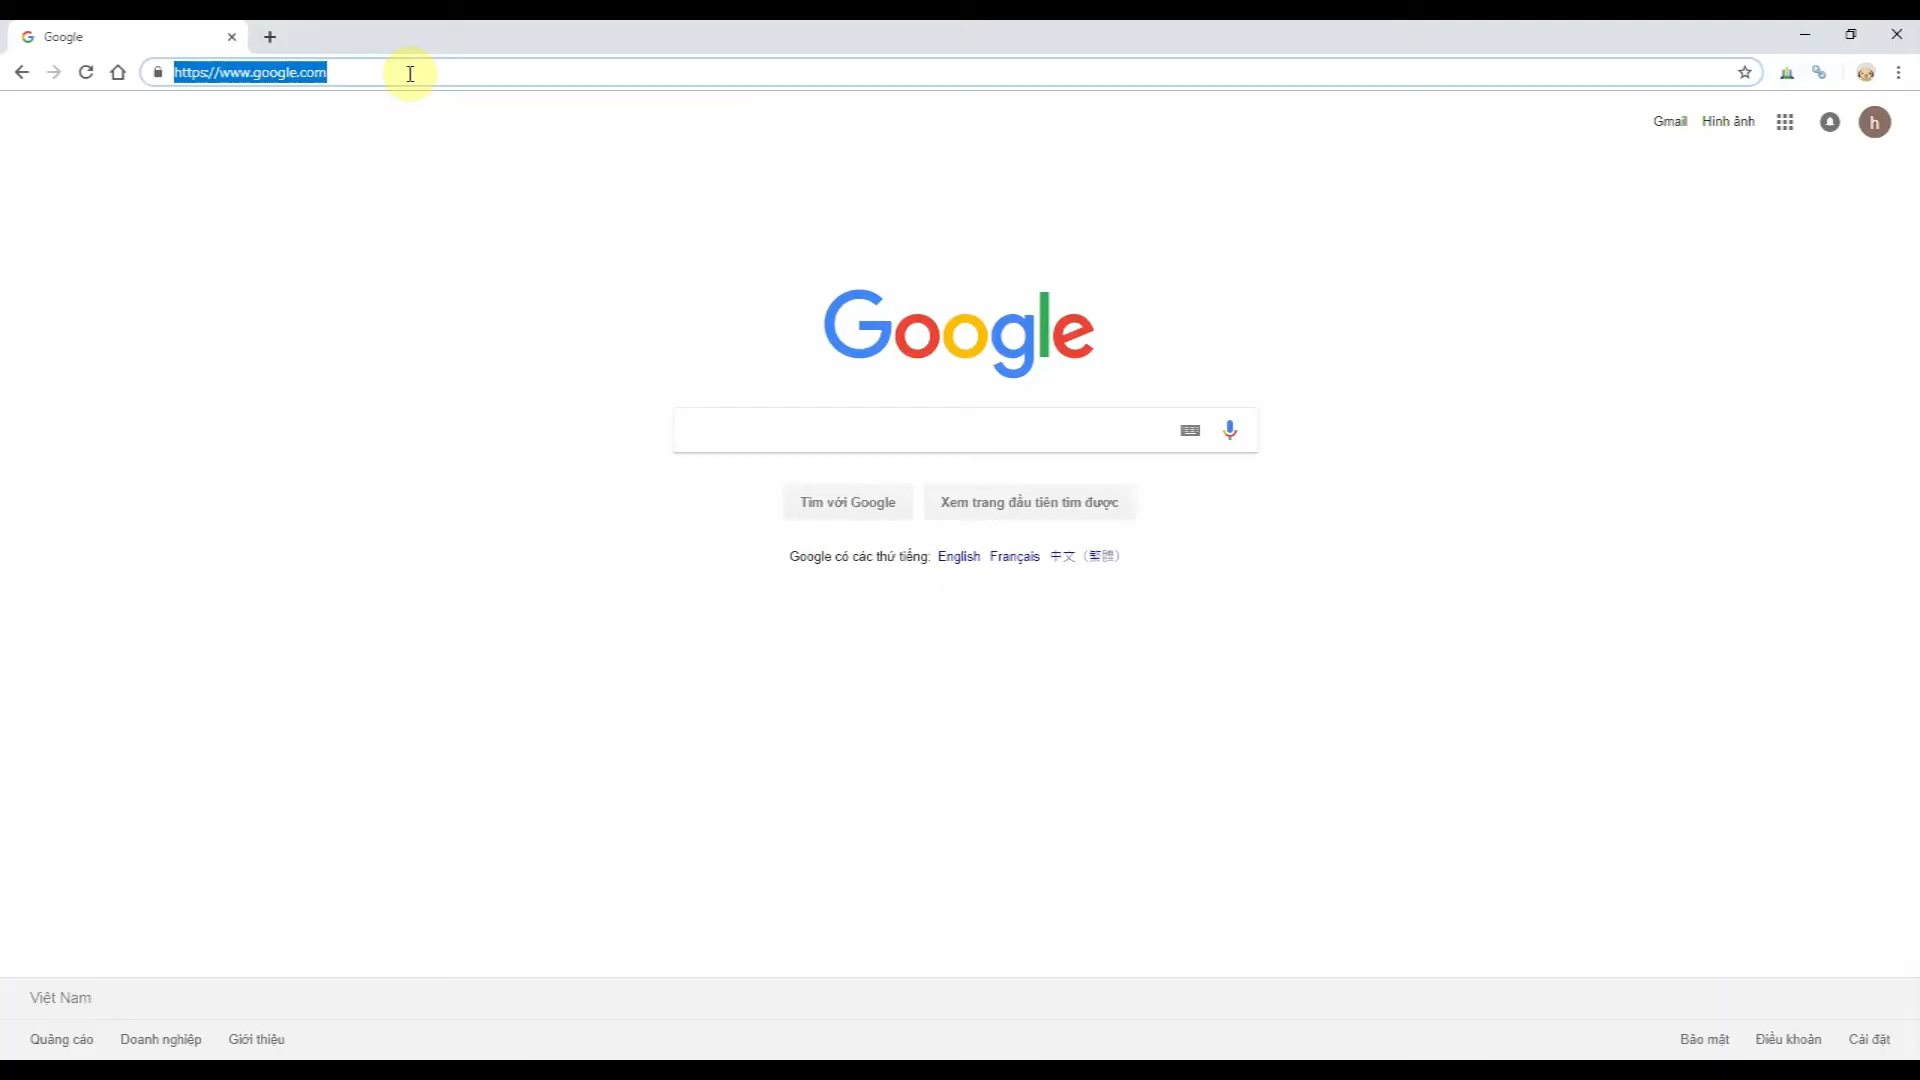 Google
https://www.google.com
Gmail Hình ảnh
h
Google
Tìm với Google Xem trang đầu tiên tìm được
Google có các thứ tiếng: English Français 中文（繁體）
Việt Nam
Quảng cáo Doanh nghiệp Giới thiệu Bảo mật Điều khoản Cài đặt